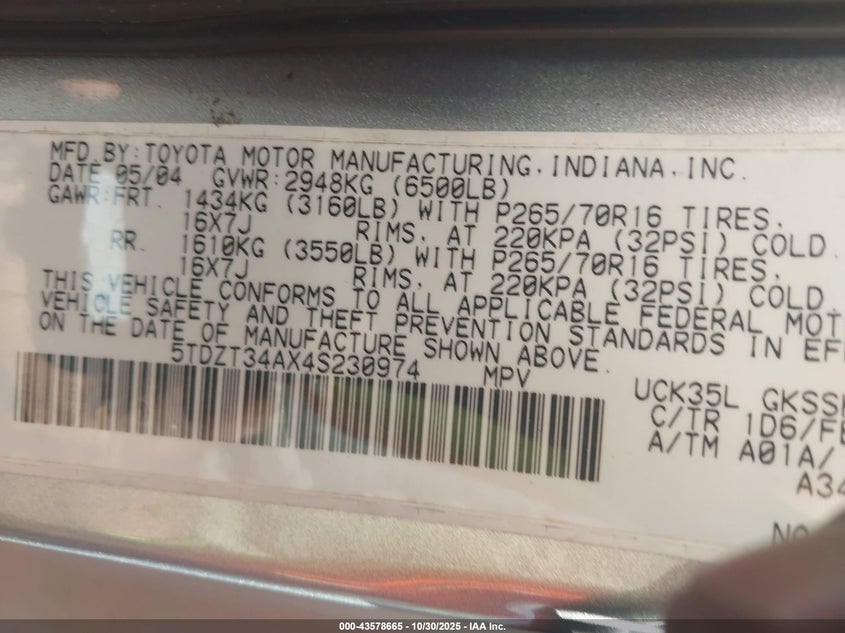 MFD.BY:TOYOTA MOTOR MANUFACTURING.INDIANA.INC.
DATE 05/04 GVWR:2948KG (6500LB)
GAWR:FRT. 1434KG (3160LB) WITH P265/70R16 TIRES.
16X7J RIMS, AT 220KPA (32PSI) COLD.
RR. 1610KG (3550LB) WITH P265/70R16 TIRES.
16X7J RIMS, AT 220KPA (32PSI) COLD
THIS VEHICLE CONFORMS TO ALL APPLICABLE FEDERAL MOT
VEHICLE SAFETY AND THEFT PREVENTION STANDARDS IN EF
ON THE DATE OF MANUFACTURE SHOWN ABOVE.
5TDZT34AX4S230974 MPV
UCK35L GKSS
C/TR 1D6/F
A/TM A01A/
A34
NO
000-43578665 - 10/30/2025 - IAA Inc.